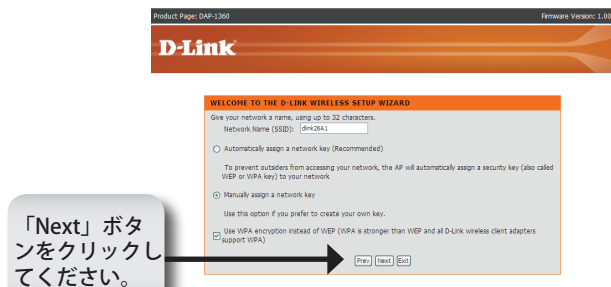 Product Page: DAP-1360
Firmware Version: 1.00
D-Link
WELCOME TO THE D-LINK WIRELESS SETUP WIZARD
Give your network a name, using up to 32 characters.
Network Name (SSID): dlink26A1
Automatically assign a network key (Recommended)
To prevent outsiders from accessing your network, the AP will automatically assign a security key (also called
WEP or WPA key) to your network
Manually assign a network key
Use this option if you prefer to create your own key.
Use WPA encryption instead of WEP (WPA is stronger than WEP and all D-Link wireless client adapters
support WPA)
Prev Next Exit
「Next」ボタ
ンをクリックし
てください。